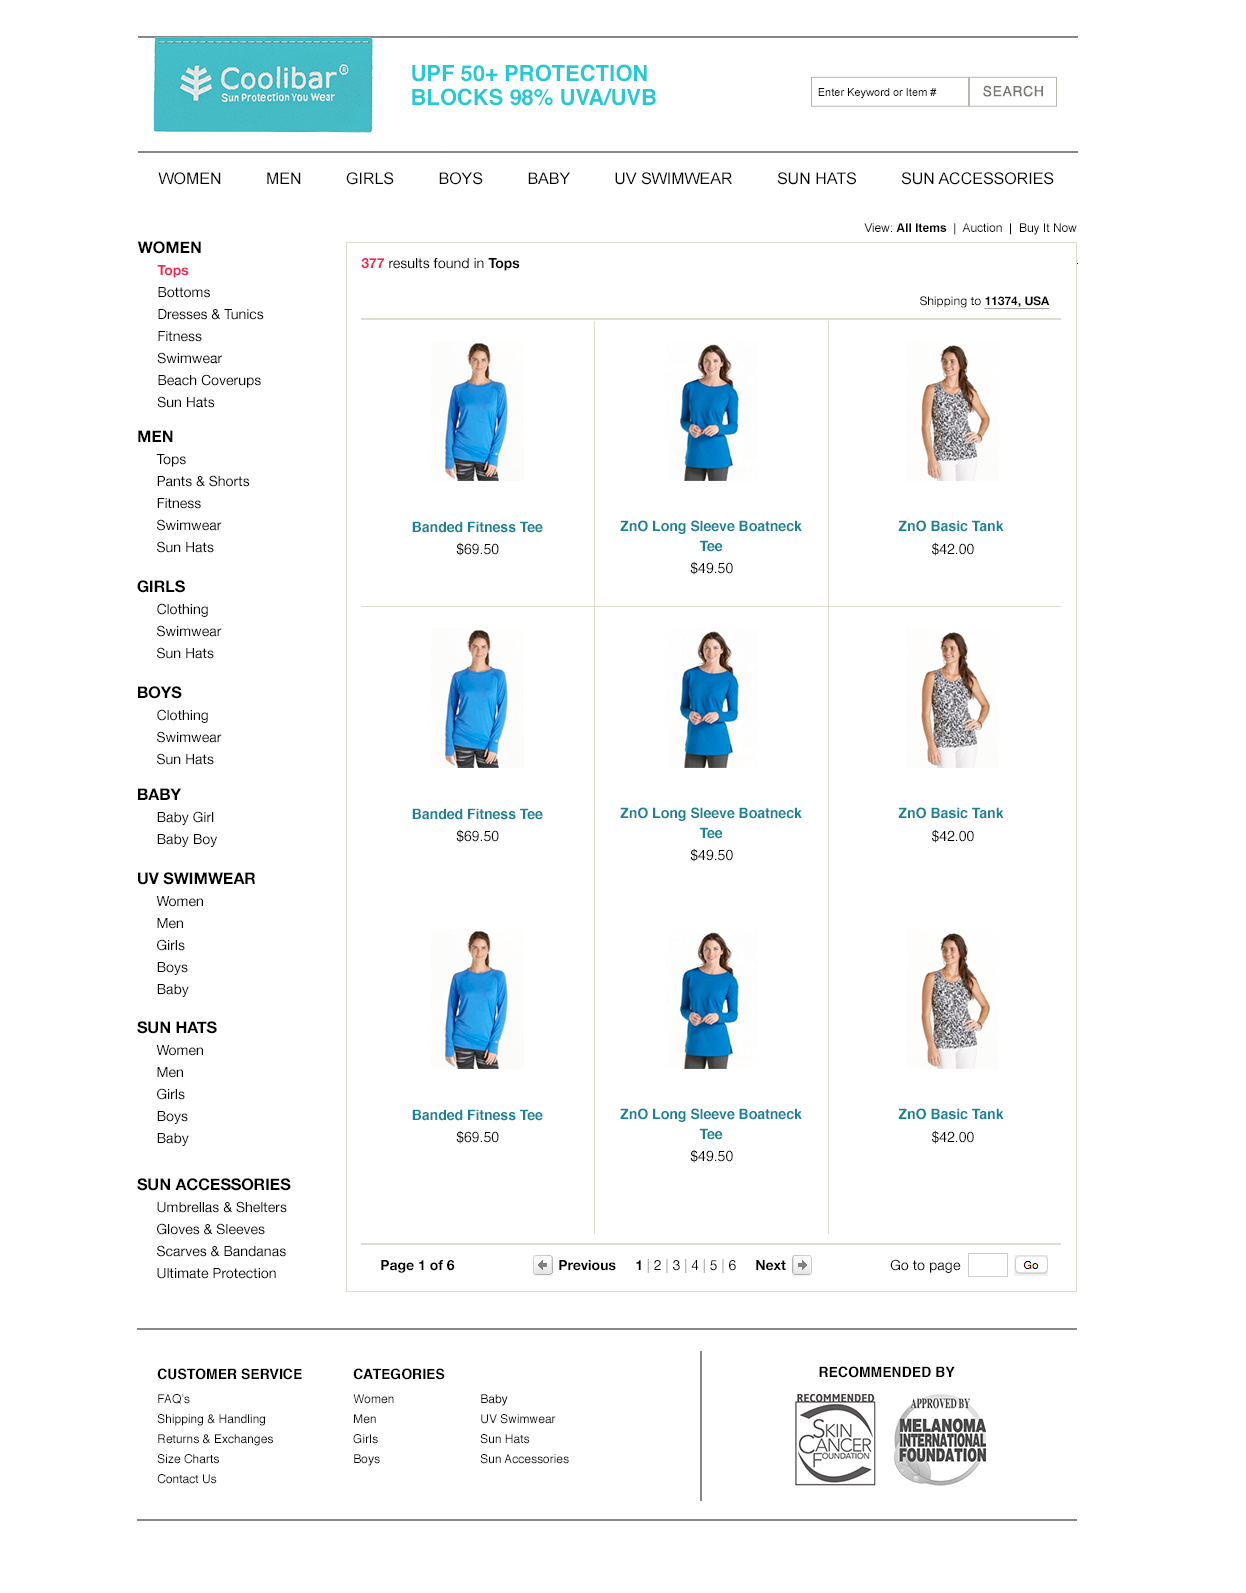 Coolibar®
Sun Protection You Wear
UPF 50+ PROTECTION
BLOCKS 98% UVA/UVB
Enter Keyword or Item #
SEARCH
WOMEN MEN GIRLS BOYS BABY UV SWIMWEAR SUN HATS SUN ACCESSORIES
View: All Items | Auction | Buy It Now
WOMEN
Tops
Bottoms
Dresses & Tunics
Fitness
Swimwear
Beach Coverups
Sun Hats
MEN
Tops
Pants & Shorts
Fitness
Swimwear
Sun Hats
GIRLS
Clothing
Swimwear
Sun Hats
BOYS
Clothing
Swimwear
Sun Hats
BABY
Baby Girl
Baby Boy
UV SWIMWEAR
Women
Men
Girls
Boys
Baby
SUN HATS
Women
Men
Girls
Boys
Baby
SUN ACCESSORIES
Umbrellas & Shelters
Gloves & Sleeves
Scarves & Bandanas
Ultimate Protection
377 results found in Tops
Shipping to 11374, USA
Banded Fitness Tee
$69.50
ZnO Long Sleeve Boatneck
Tee
$49.50
ZnO Basic Tank
$42.00
Banded Fitness Tee
$69.50
ZnO Long Sleeve Boatneck
Tee
$49.50
ZnO Basic Tank
$42.00
Banded Fitness Tee
$69.50
ZnO Long Sleeve Boatneck
Tee
$49.50
ZnO Basic Tank
$42.00
Page 1 of 6 Previous 1 | 2 | 3 | 4 | 5 | 6 Next Go to page Go
CUSTOMER SERVICE
FAQ's
Shipping & Handling
Returns & Exchanges
Size Charts
Contact Us
CATEGORIES
Women
Men
Girls
Boys
Baby
UV Swimwear
Sun Hats
Sun Accessories
RECOMMENDED BY
RECOMMENDED
SKIN
CANCER
FOUNDATION
APPROVED BY
MELANOMA
INTERNATIONAL
FOUNDATION